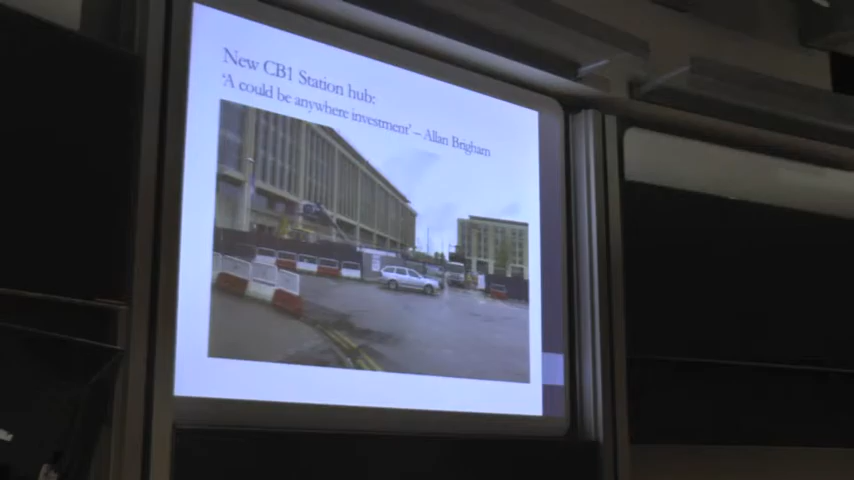 New CB1 Station hub:
‘A could be anywhere investment’ – Allan Brigham